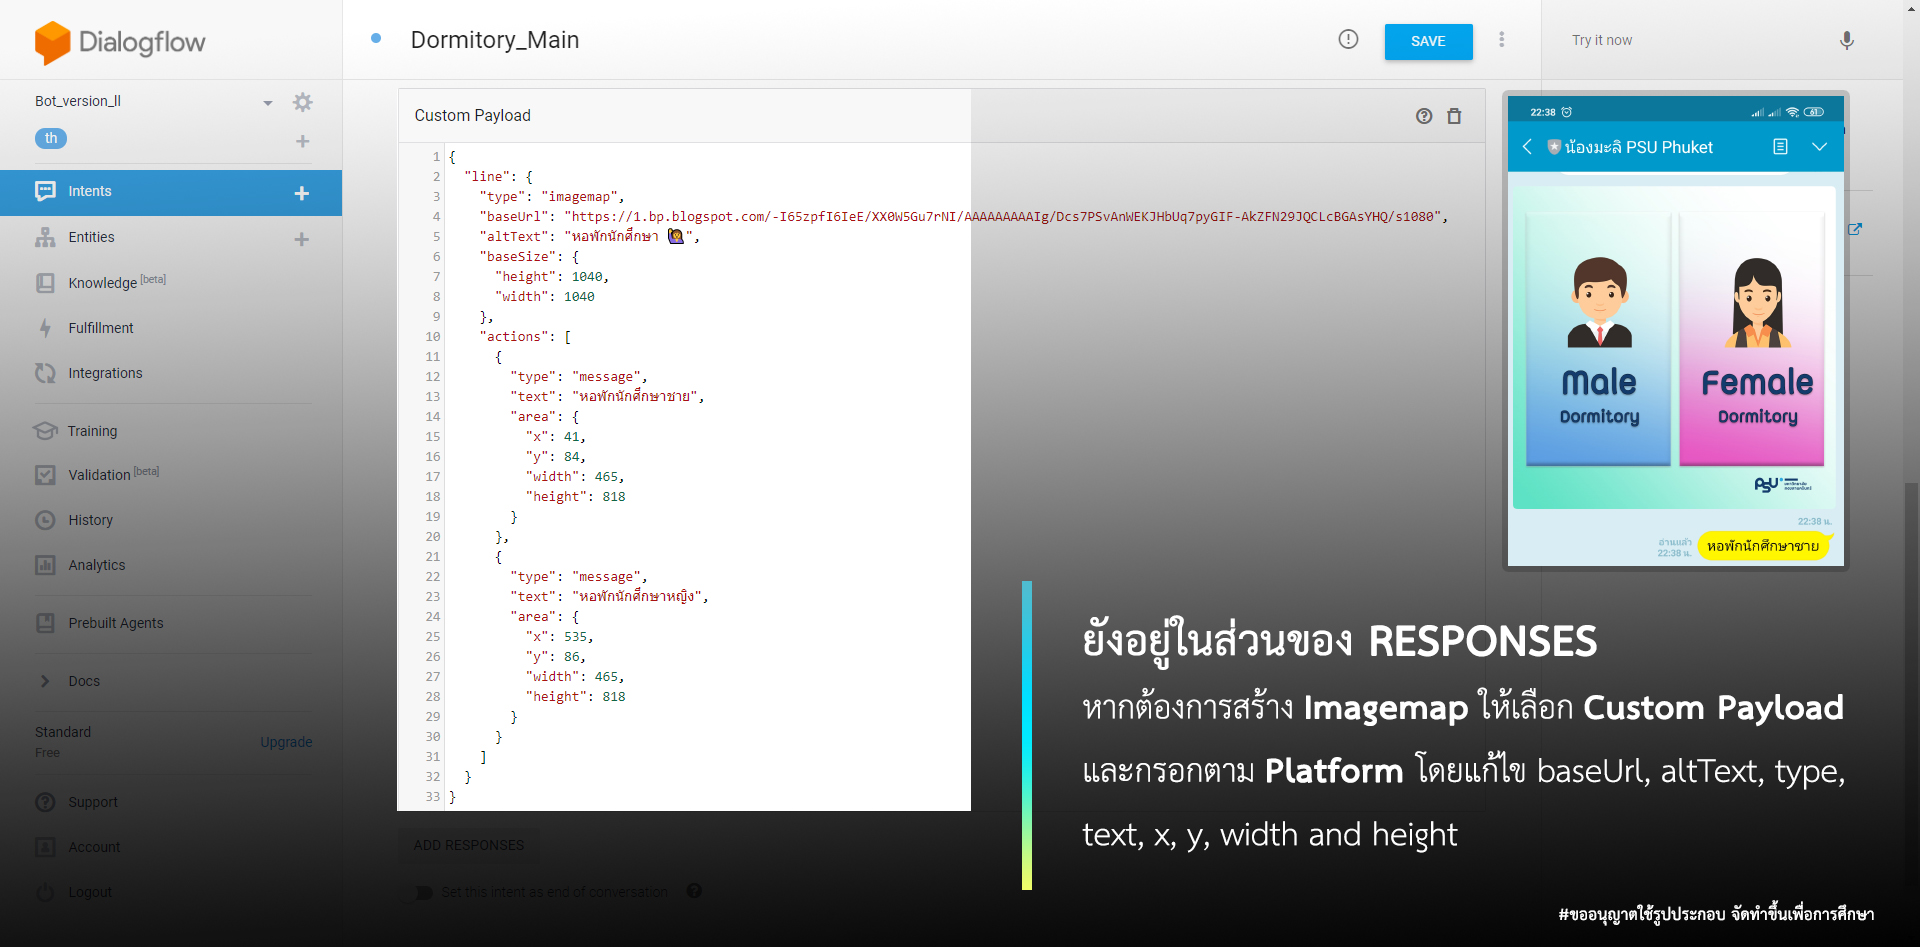 Dialogflow
Dormitory_Main
SAVE
Try it now
Bot_version_ll
th
Intents
Entities
Knowledge [beta]
Fulfillment
Integrations
Training
Validation [beta]
History
Analytics
Prebuilt Agents
Docs
Standard
Free
Upgrade
Support
Account
Logout
Custom Payload
1 {
2 "line": {
3 "type": "imagemap",
4 "baseUrl": "https://1.bp.blogspot.com/-I65zpfI6IeE/XX0W5Gu7rNI/AAAAAAAAAIg/Dcs7PSvAnWEKJHbUq7pyGIF-AkZFN29JQCLcBGAsYHQ/s1080",
5 "altText": "หอพักนักศึกษา 🙋",
6 "baseSize": {
7 "height": 1040,
8 "width": 1040
9 },
10 "actions": [
11 {
12 "type": "message",
13 "text": "หอพักนักศึกษาชาย",
14 "area": {
15 "x": 41,
16 "y": 84,
17 "width": 465,
18 "height": 818
19 }
20 },
21 {
22 "type": "message",
23 "text": "หอพักนักศึกษาหญิง",
24 "area": {
25 "x": 535,
26 "y": 86,
27 "width": 465,
28 "height": 818
29 }
30 }
31 ]
32 }
33 }
ADD RESPONSES
Set this intent as end of conversation
22:38
63
น้องมะลิ PSU Phuket
Male
Dormitory
Female
Dormitory
PSU
22:38 น.
อ่านแล้ว
22:38 น.
หอพักนักศึกษาชาย
ยังอยู่ในส่วนของ RESPONSES
หากต้องการสร้าง Imagemap ให้เลือก Custom Payload
และกรอกตาม Platform โดยแก้ไข baseUrl, altText, type,
text, x, y, width and height
#ขออนุญาตใช้รูปประกอบ จัดทำขึ้นเพื่อการศึกษา